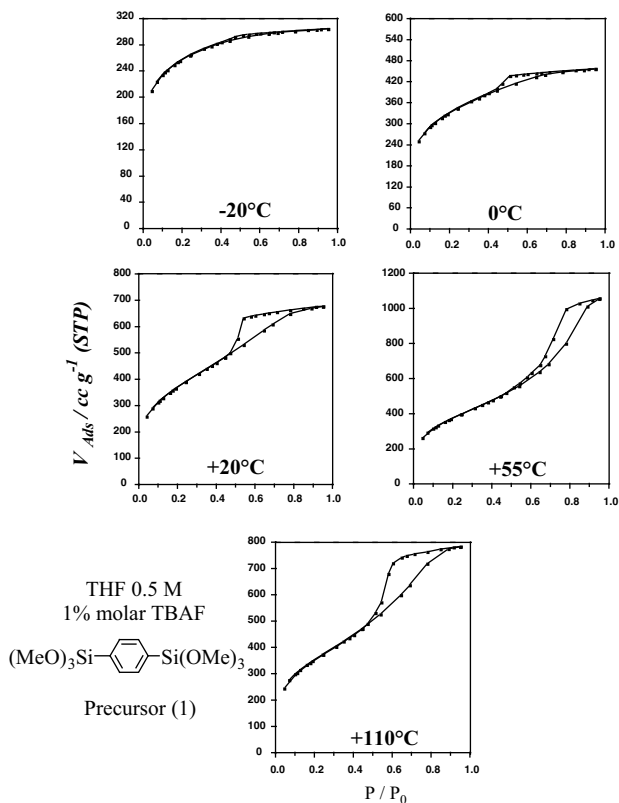 320
280
240
200
160
120
80
40
0
0.0 0.2 0.4 0.6 0.8 1.0
-20°C
600
540
480
420
360
300
240
180
120
60
0
0.0 0.2 0.4 0.6 0.8 1.0
0°C
800
700
600
500
400
300
200
100
0
0.0 0.2 0.4 0.6 0.8 1.0
+20°C
V Ads / cc g-1 (STP)
1000
800
600
400
200
0
0.0 0.2 0.4 0.6 0.8 1.0
+55°C
THF 0.5 M
1% molar TBAF
(MeO)3Si Si(OMe)3
Precursor (1)
800
700
600
500
400
300
200
100
0
0.0 0.2 0.4 0.6 0.8 1.0
+110°C
P / P0